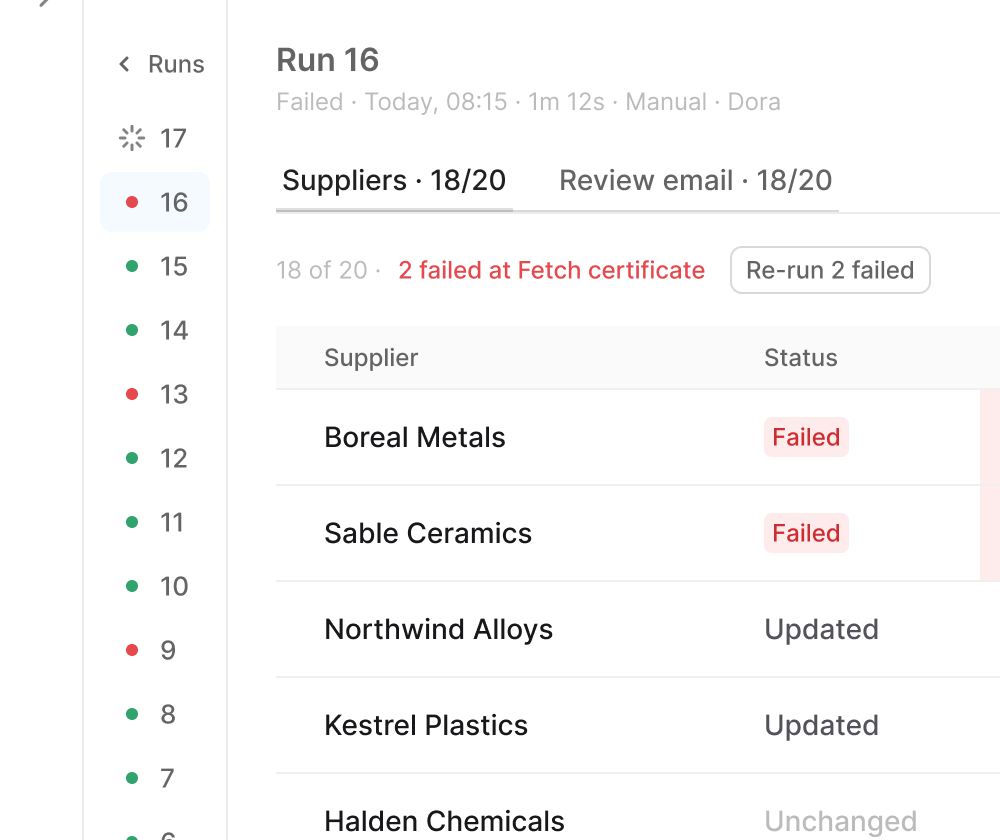 Runs
17
16
15
14
13
12
11
10
9
8
7
Run 16
Failed · Today, 08:15 · 1m 12s · Manual · Dora
Suppliers · 18/20
Review email · 18/20
18 of 20 · 2 failed at Fetch certificate
Re-run 2 failed
Supplier Status
Boreal Metals Failed
Sable Ceramics Failed
Northwind Alloys Updated
Kestrel Plastics Updated
Halden Chemicals Unchanged